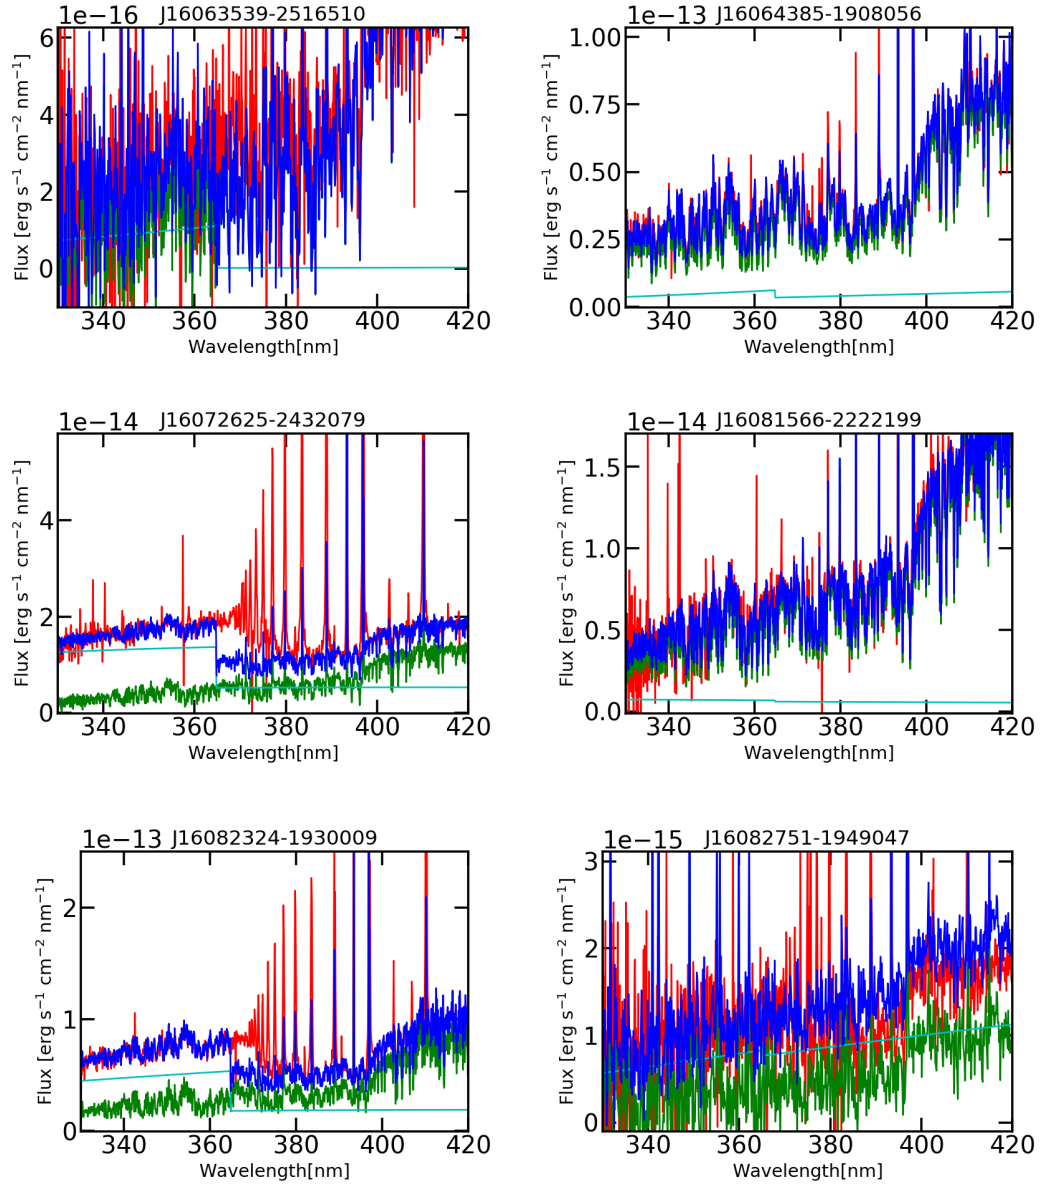 1e−16 J16063539-2516510
6
4
2
0
Flux [erg s⁻¹ cm⁻² nm⁻¹]
340 360 380 400 420
Wavelength[nm]
1e−13 J16064385-1908056
1.00
0.75
0.50
0.25
0.00
Flux [erg s⁻¹ cm⁻² nm⁻¹]
340 360 380 400 420
Wavelength[nm]
1e−14 J16072625-2432079
4
2
0
Flux [erg s⁻¹ cm⁻² nm⁻¹]
340 360 380 400 420
Wavelength[nm]
1e−14 J16081566-2222199
1.5
1.0
0.5
0.0
Flux [erg s⁻¹ cm⁻² nm⁻¹]
340 360 380 400 420
Wavelength[nm]
1e−13 J16082324-1930009
2
1
0
Flux [erg s⁻¹ cm⁻² nm⁻¹]
340 360 380 400 420
Wavelength[nm]
1e−15 J16082751-1949047
3
2
1
0
Flux [erg s⁻¹ cm⁻² nm⁻¹]
340 360 380 400 420
Wavelength[nm]